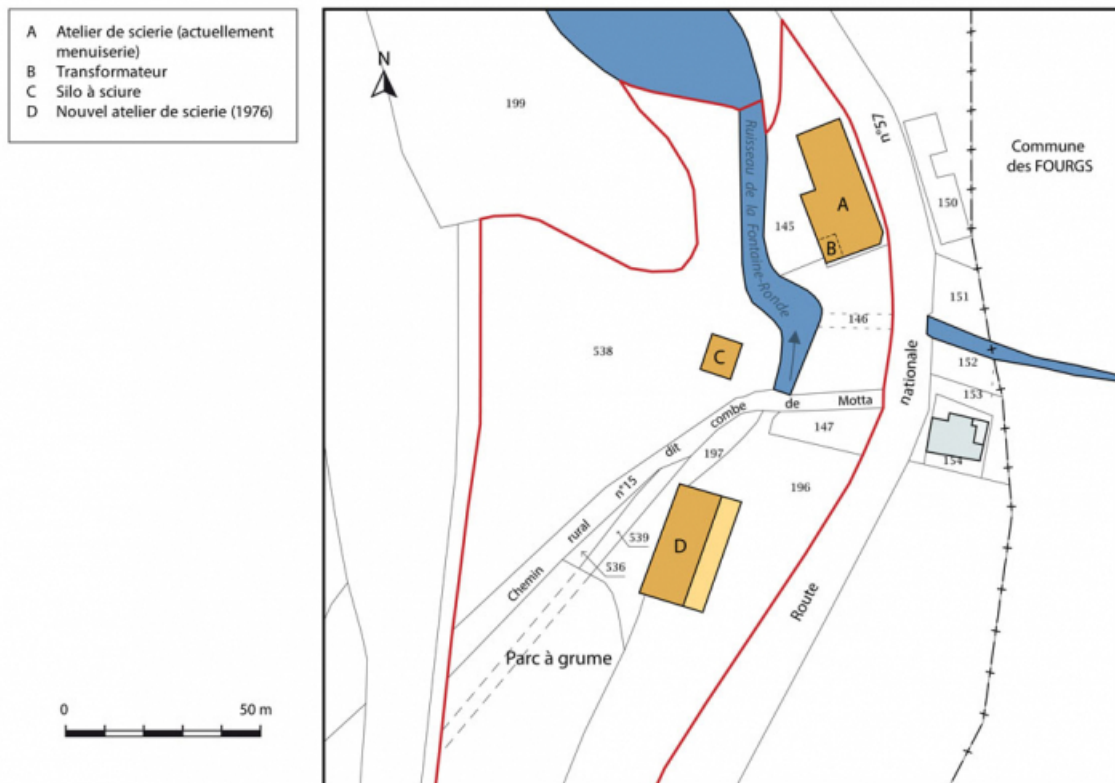 A Atelier de scierie (actuellement
menuiserie)
B Transformateur
C Silo à sciure
D Nouvel atelier de scierie (1976)
N
199
n°57
Commune
des FOURGS
150
A
145
B
Ruisseau de la Fontaine-Ronde
151
146
538
C
152
nationale
153
Chemin rural n°15 dit combe de Motta
147
197
154
196
D
539
536
Route
Parc à grume
0 50 m